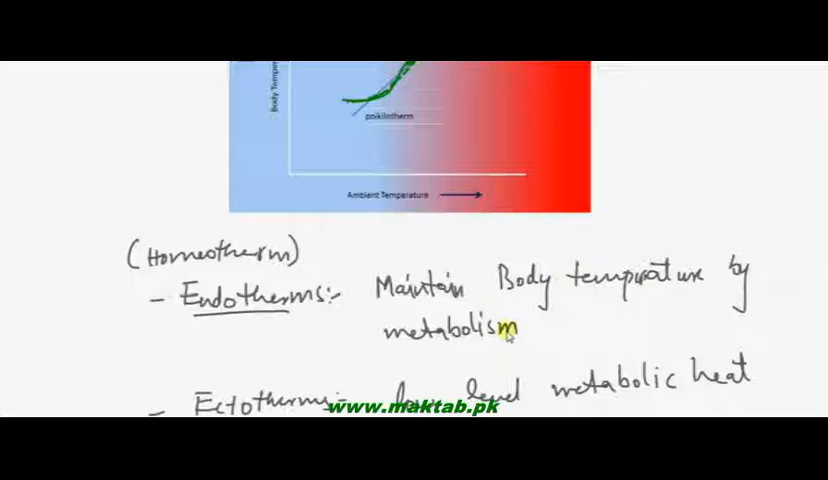 Body Temper
poikilotherm
Ambient Temperature
(Homeotherm)
- Endotherms:- Maintain Body temperature by
metabolism
- Ectotherms:- low level metabolic heat
www.maktab.pk